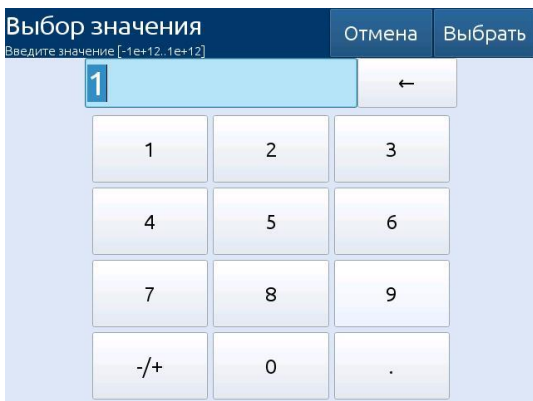 Выбор значения
Введите значение [-1e+12..1e+12]
Отмена
Выбрать
1
←
1 2 3
4 5 6
7 8 9
-/+ 0 .